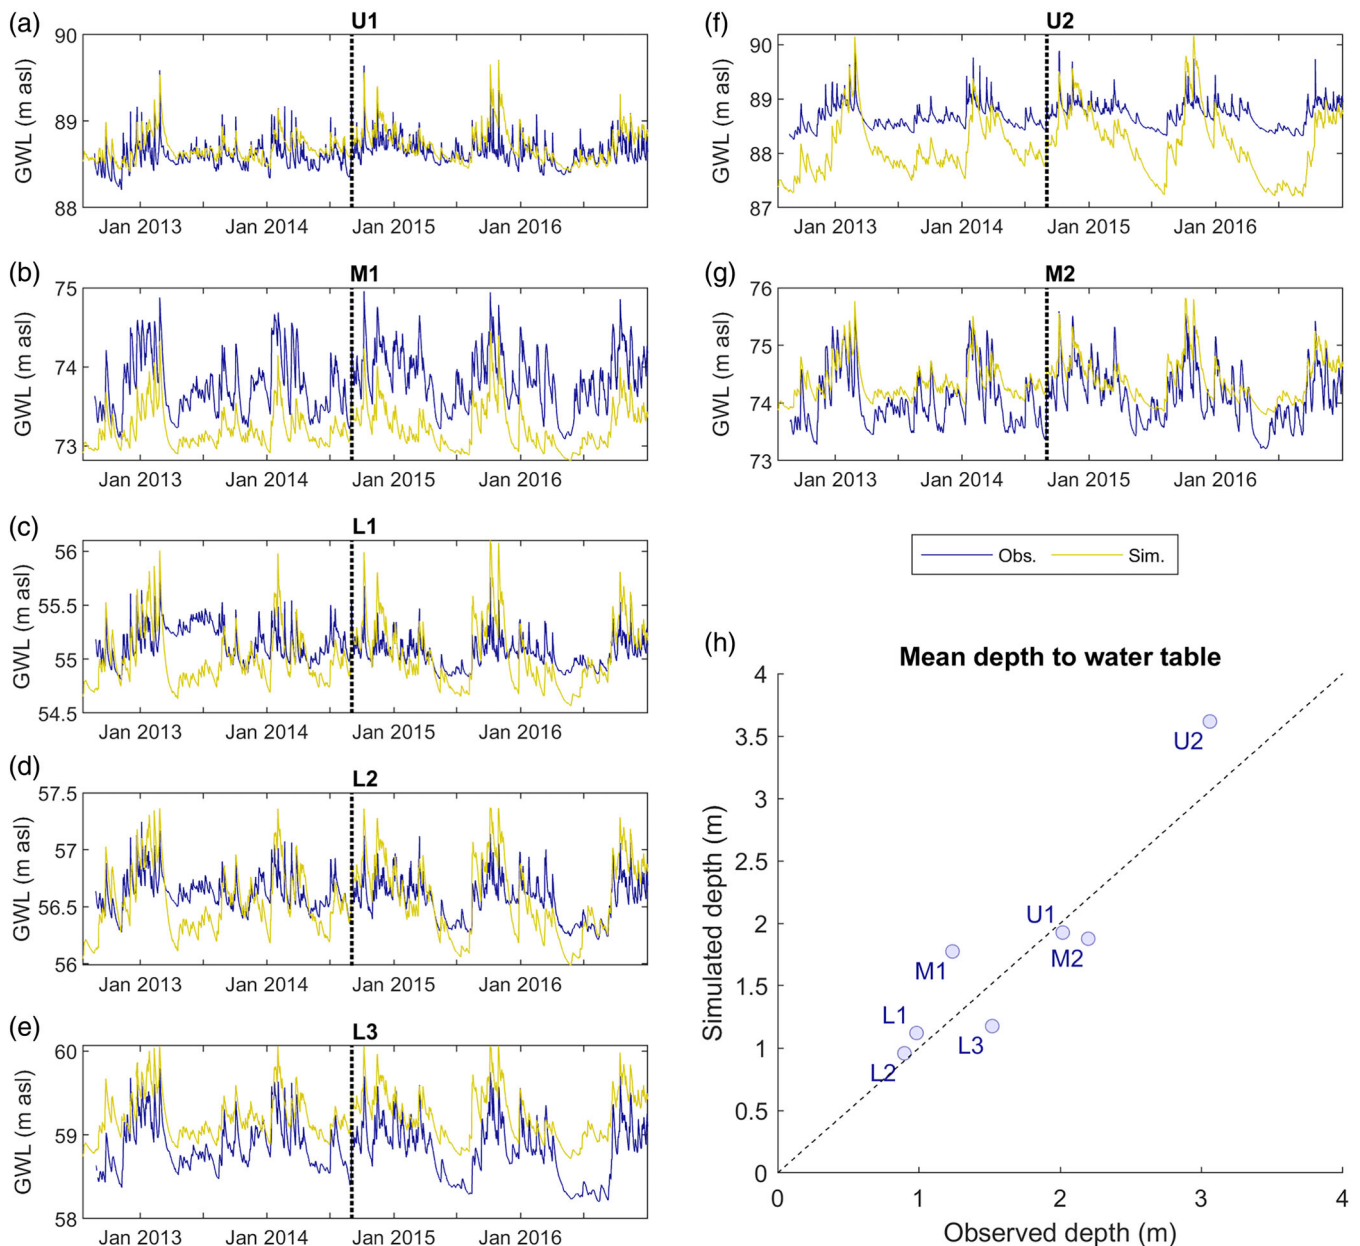 (a)
U1
90
89
88
GWL (m asl)
Jan 2013 Jan 2014 Jan 2015 Jan 2016
(f)
U2
90
89
88
87
GWL (m asl)
Jan 2013 Jan 2014 Jan 2015 Jan 2016
(b)
M1
75
74
73
GWL (m asl)
Jan 2013 Jan 2014 Jan 2015 Jan 2016
(g)
M2
76
75
74
73
GWL (m asl)
Jan 2013 Jan 2014 Jan 2015 Jan 2016
(c)
L1
56
55.5
55
54.5
GWL (m asl)
Jan 2013 Jan 2014 Jan 2015 Jan 2016
Obs. Sim.
(d)
L2
57.5
57
56.5
56
GWL (m asl)
Jan 2013 Jan 2014 Jan 2015 Jan 2016
(e)
L3
60
59
58
GWL (m asl)
Jan 2013 Jan 2014 Jan 2015 Jan 2016
(h)
Mean depth to water table
4
3.5
3
2.5
2
1.5
1
0.5
0
Simulated depth (m)
U2
U1
M2
M1
L1
L3
L2
0 1 2 3 4
Observed depth (m)